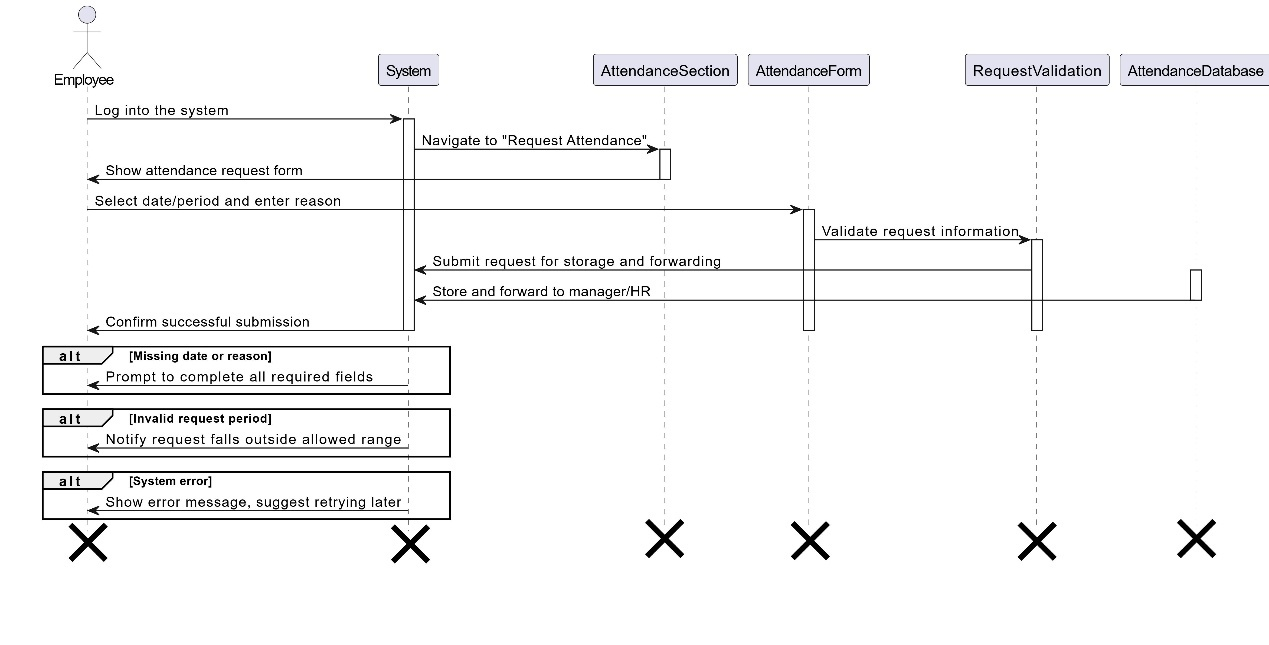 Employee
System
AttendanceSection
AttendanceForm
RequestValidation
AttendanceDatabase
Log into the system
Navigate to "Request Attendance"
Show attendance request form
Select date/period and enter reason
Validate request information
Submit request for storage and forwarding
Store and forward to manager/HR
Confirm successful submission
alt [Missing date or reason]
Prompt to complete all required fields
alt [Invalid request period]
Notify request falls outside allowed range
alt [System error]
Show error message, suggest retrying later